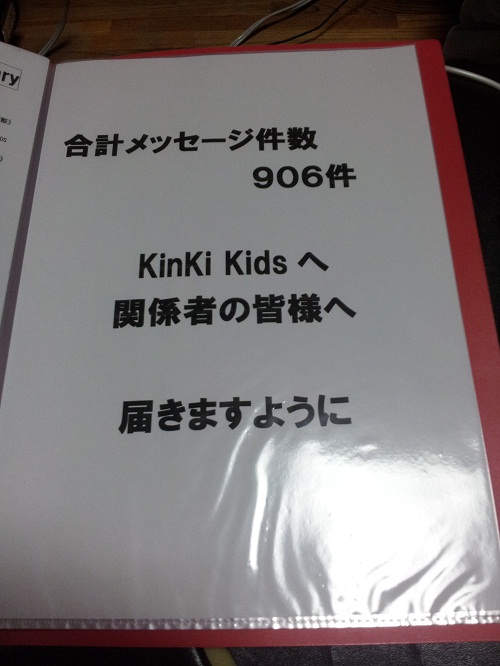 ary
合計メッセージ件数
906件
KinKi Kids へ
関係者の皆様へ
届きますように